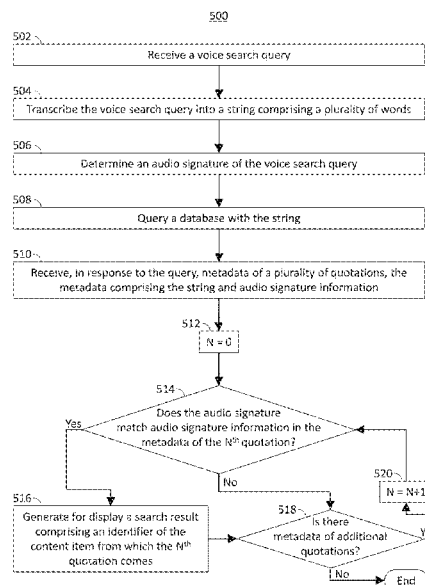 500
502
Receive a voice search query
504
Transcribe the voice search query into a string comprising a plurality of words
506
Determine an audio signature of the voice search query
508
Query a database with the string
510
Receive, in response to the query, metadata of a plurality of quotations, the
metadata comprising the string and audio signature information
512
N = 0
514
Does the audio signature
match audio signature information in the
metadata of the Nth quotation?
Yes
No
516
Generate for display a search result
comprising an identifier of the
content item from which the Nth
quotation comes
518
Is there
metadata of additional
quotations?
520
N = N+1
Y
No
End